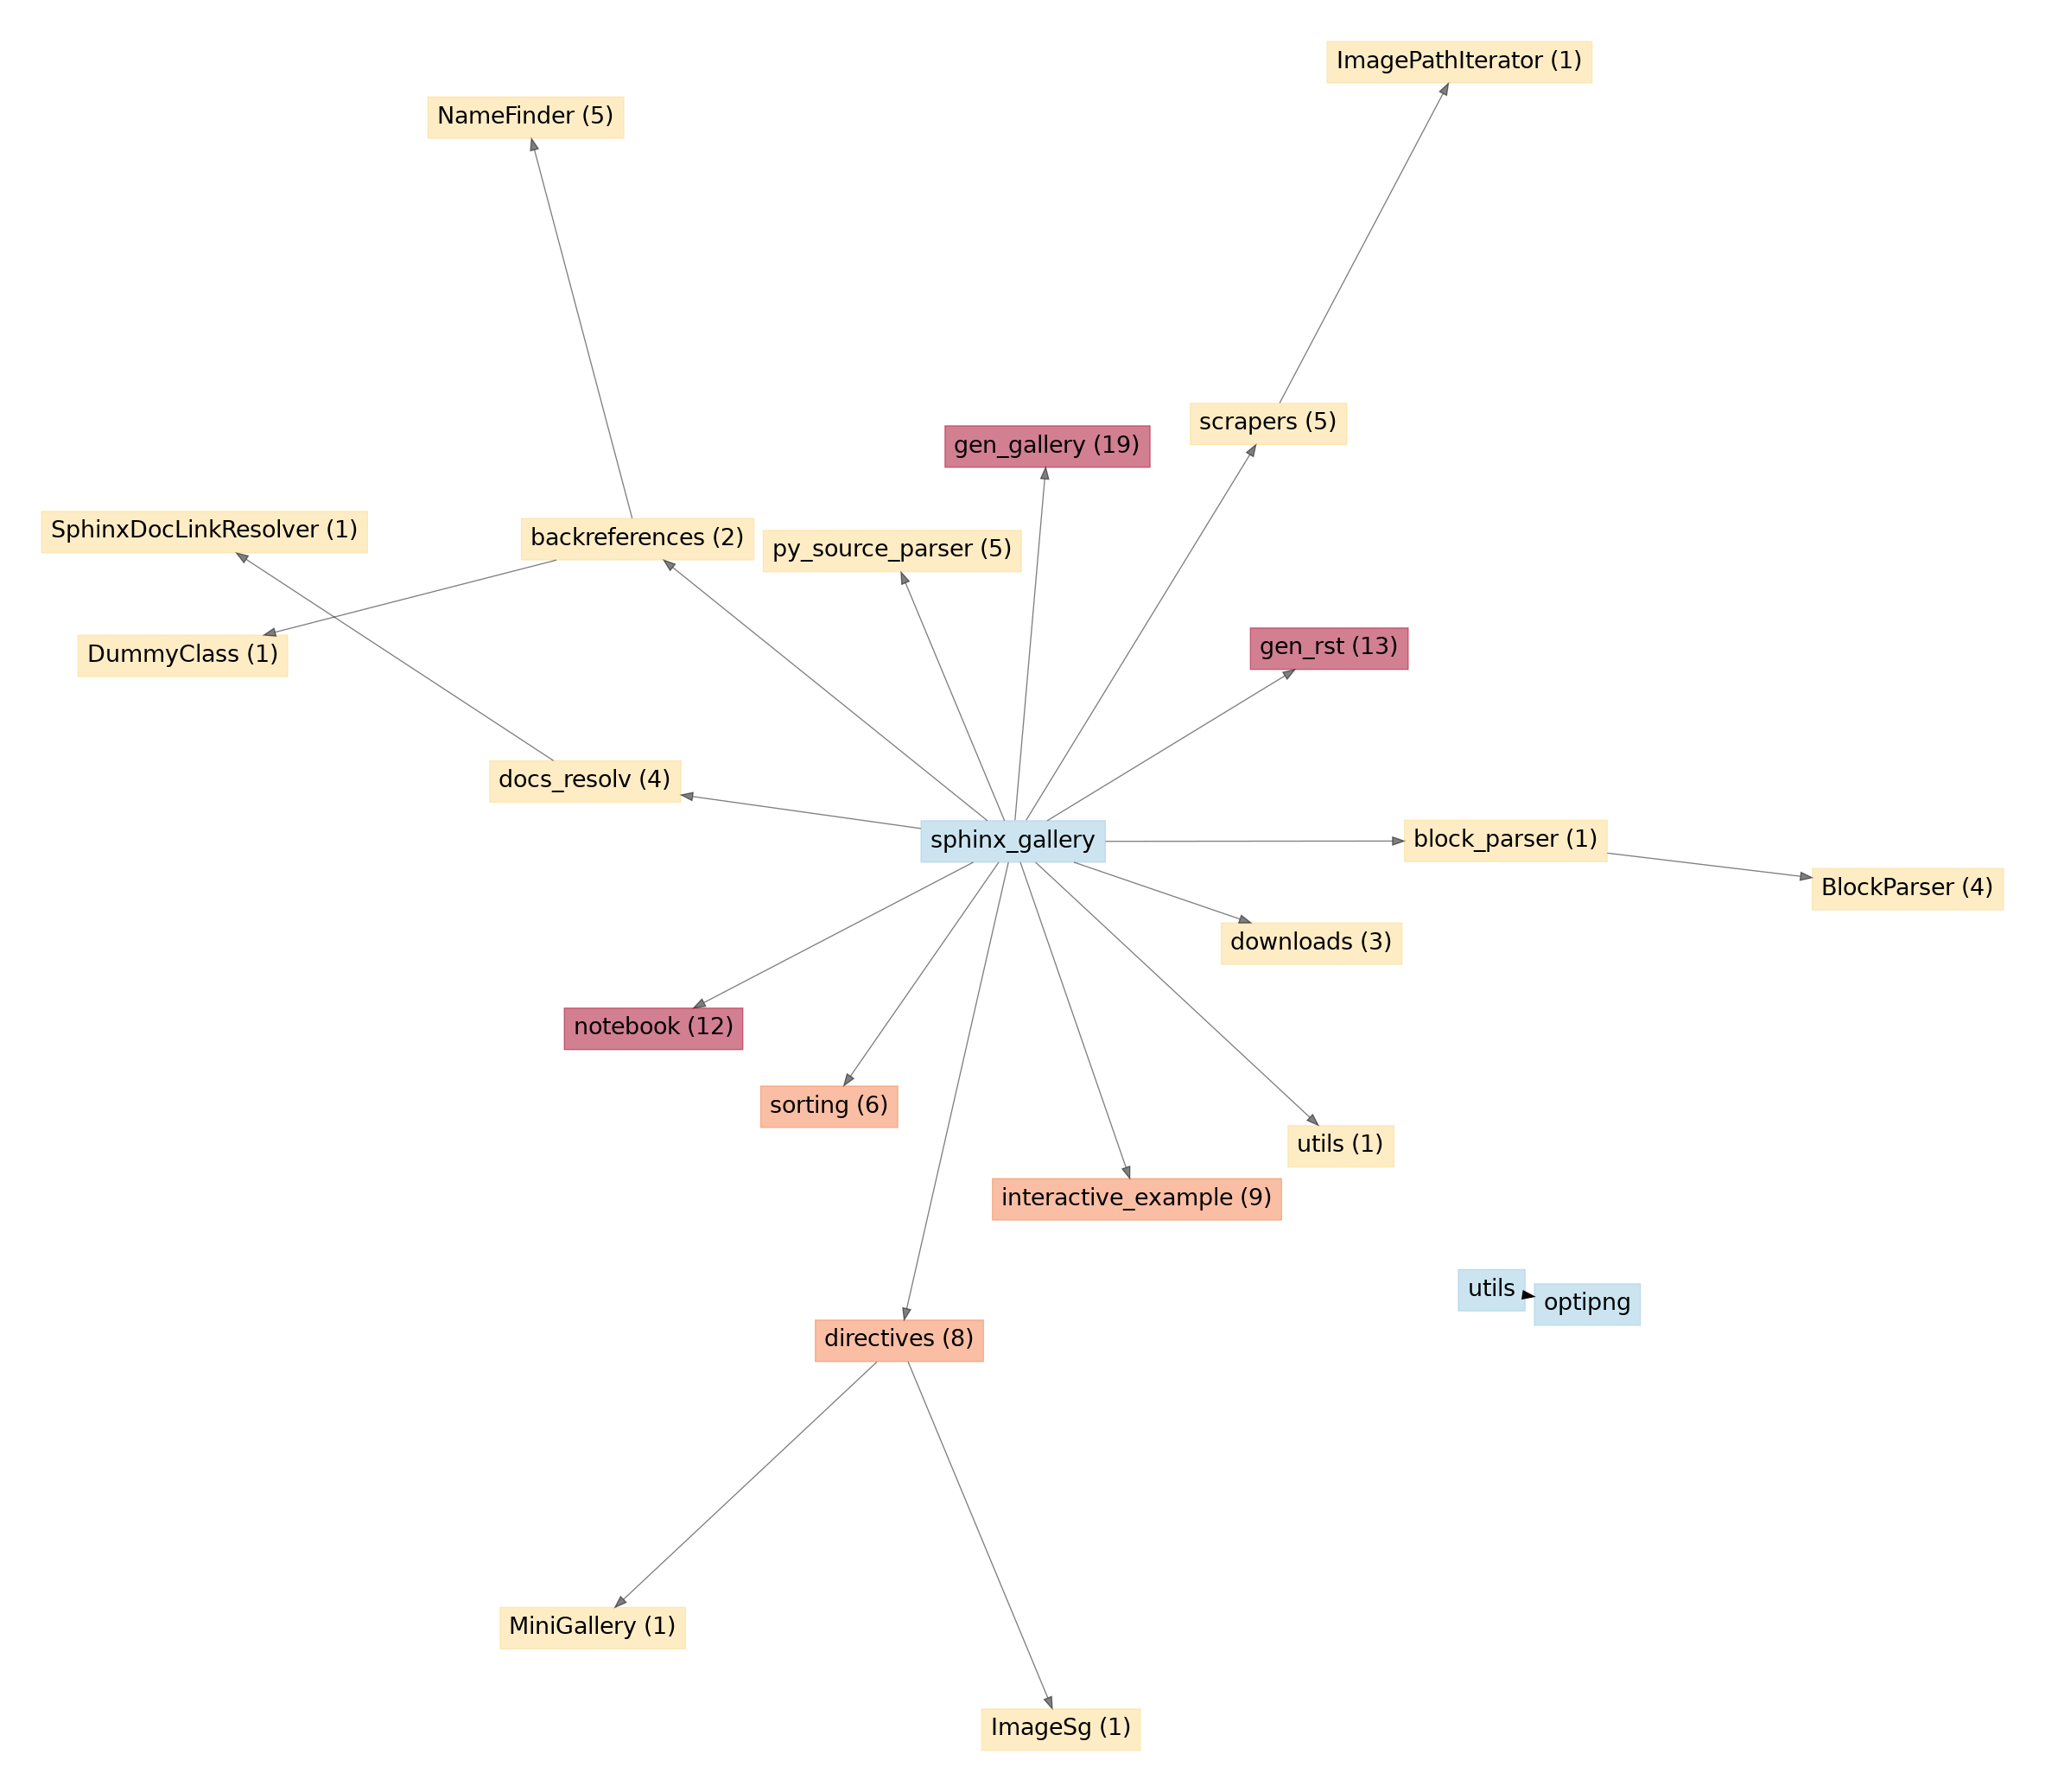 ImagePathIterator (1)
NameFinder (5)
scrapers (5)
gen_gallery (19)
SphinxDocLinkResolver (1)
backreferences (2)
py_source_parser (5)
gen_rst (13)
DummyClass (1)
docs_resolv (4)
sphinx_gallery
block_parser (1)
BlockParser (4)
downloads (3)
notebook (12)
sorting (6)
utils (1)
interactive_example (9)
utils
optipng
directives (8)
MiniGallery (1)
ImageSg (1)